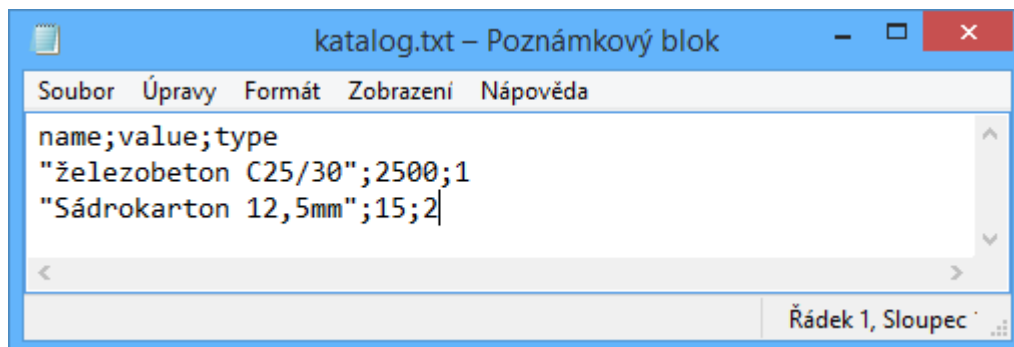 katalog.txt – Poznámkový blok
Soubor Úpravy Formát Zobrazení Nápověda
name;value;type
"železobeton C25/30";2500;1
"Sádrokarton 12,5mm";15;2
Řádek 1, Sloupec